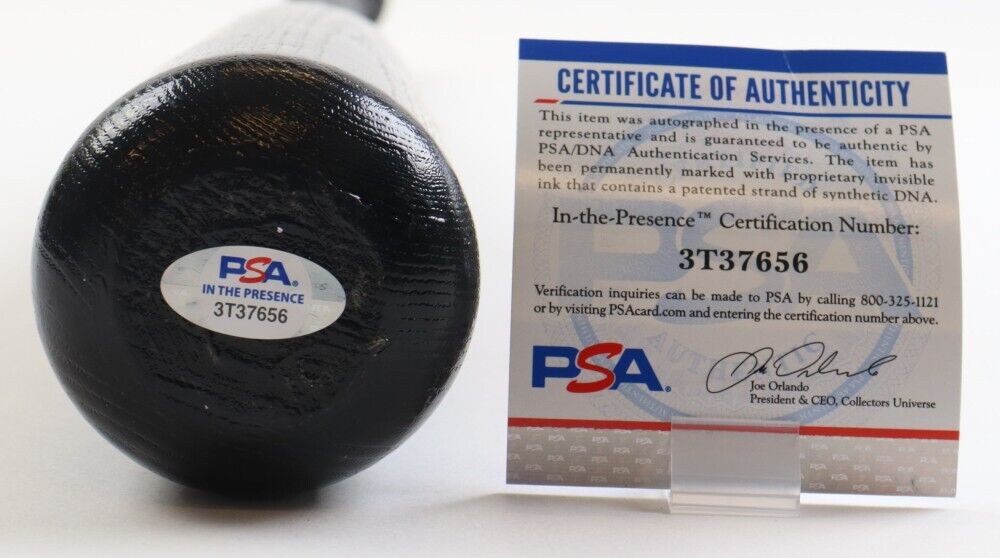 PSA
IN THE PRESENCE
3T37656
CERTIFICATE OF AUTHENTICITY
This item was autographed in the presence of a PSA
representative and is guaranteed to be authentic by
PSA/DNA Authentication Services. The item has
been permanently marked with proprietary invisible
ink that contains a patented strand of synthetic DNA.
In-the-Presence™ Certification Number:
3T37656
Verification inquiries can be made to PSA by calling 800-325-1121
or by visiting PSAcard.com and entering the certification number above.
PSA
Joe Orlando
President & CEO, Collectors Universe